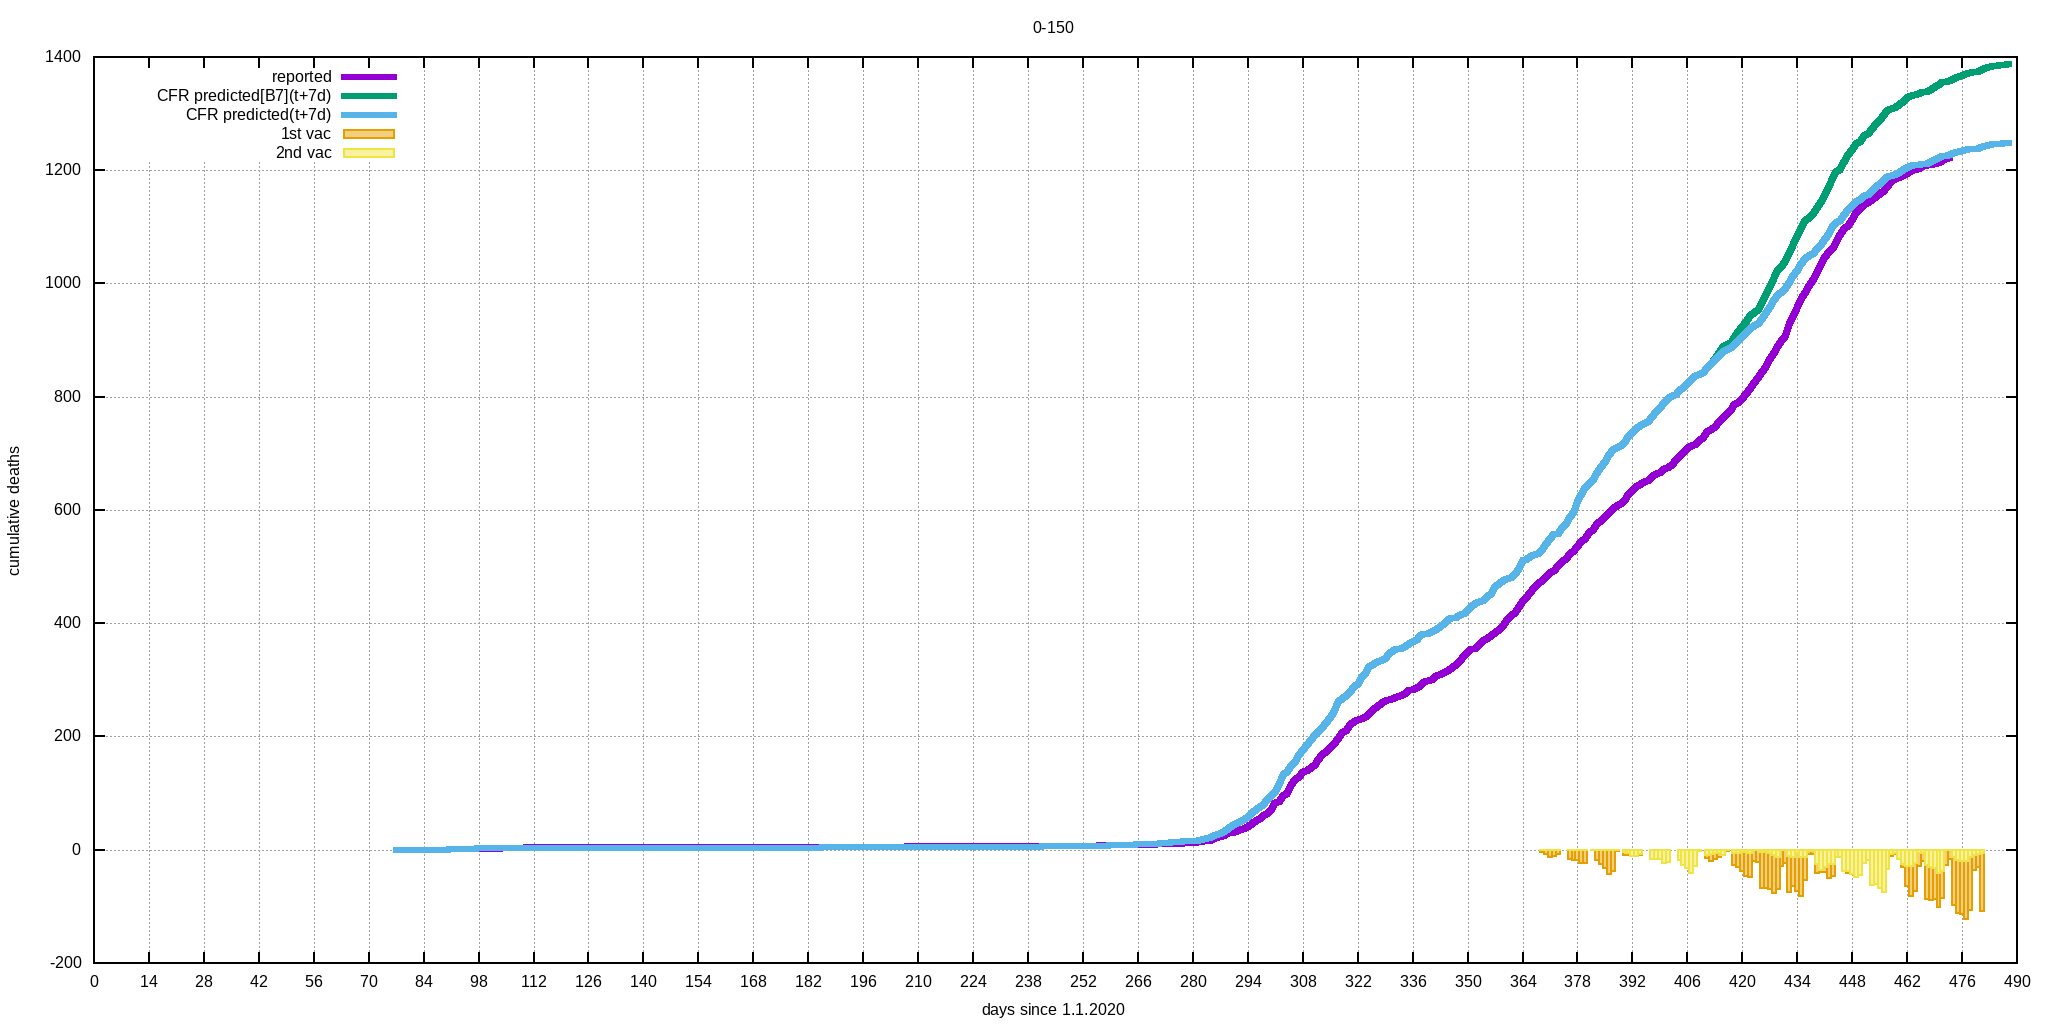 0-150
1400
1200
1000
800
600
400
200
0
-200
cumulative deaths
reported
CFR predicted[B7](t+7d)
CFR predicted(t+7d)
1st vac
2nd vac
0 14 28 42 56 70 84 98 112 126 140 154 168 182 196 210 224 238 252 266 280 294 308 322 336 350 364 378 392 406 420 434 448 462 476 490
days since 1.1.2020